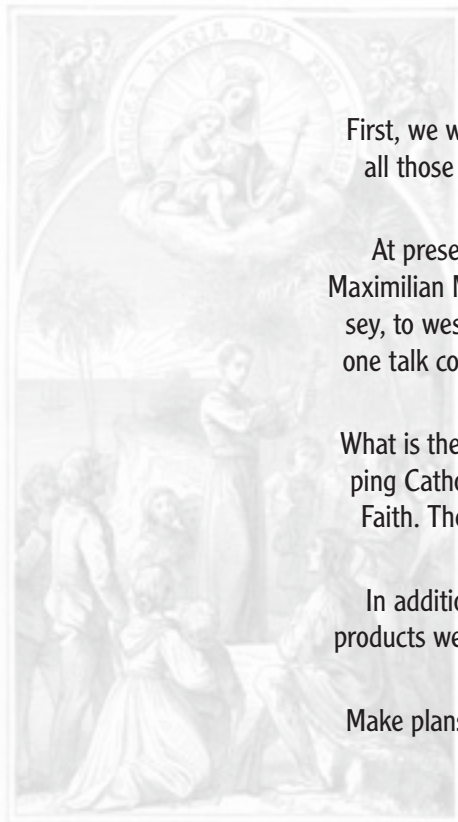 MARIA ORA PRO
First, we w
all those
At prese
Maximilian M
sey, to wes
one talk co
What is the
ping Catho
Faith. The
In additio
products we
Make plans